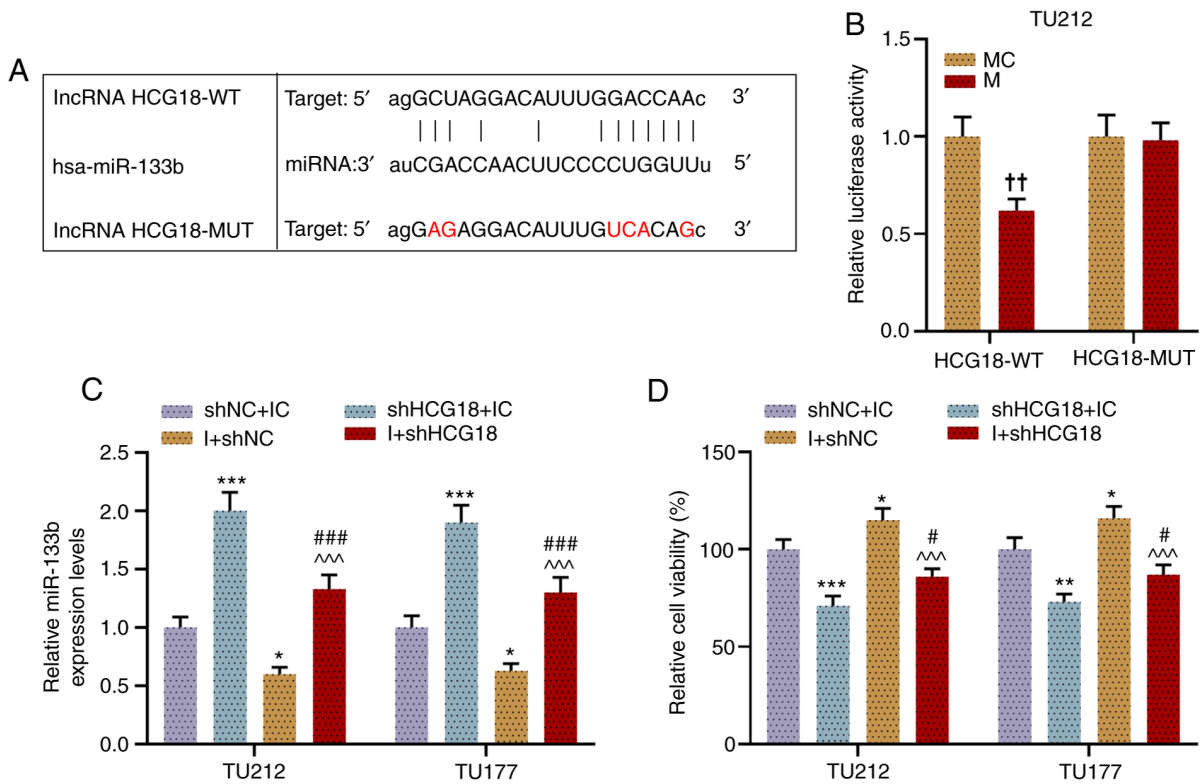 A
lncRNA HCG18-WT Target: 5′ agGCUAGGACAUUUGGACCAAc 3′
hsa-miR-133b miRNA:3′ auCGACCAACUUCCCCUGGUUu 5′
lncRNA HCG18-MUT Target: 5′ agGAGAGGACAUUUGUCACAGc 3′
B
TU212
MC
M
Relative luciferase activity
1.5
1.0
0.5
0.0
††
HCG18-WT HCG18-MUT
C
shNC+IC shHCG18+IC
I+shNC I+shHCG18
Relative miR-133b
expression levels
2.5
2.0
1.5
1.0
0.5
0.0
***
*
###
^^^
***
*
###
^^^
TU212 TU177
D
shNC+IC shHCG18+IC
I+shNC I+shHCG18
Relative cell viability (%)
150
100
50
0
***
*
#
^^^
**
*
#
^^^
TU212 TU177